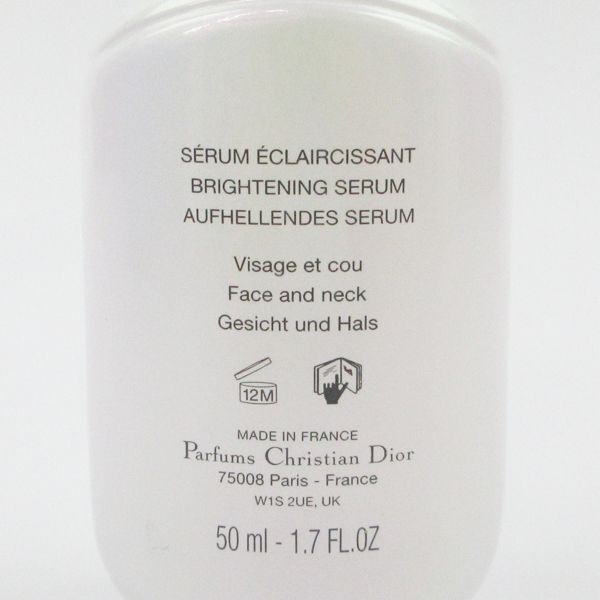 SÉRUM ÉCLAIRCISSANT
BRIGHTENING SERUM
AUFHELLENDES SERUM
Visage et cou
Face and neck
Gesicht und Hals
12M
MADE IN FRANCE
Parfums Christian Dior
75008 Paris - France
W1S 2UE, UK
50 ml - 1.7 FL.OZ